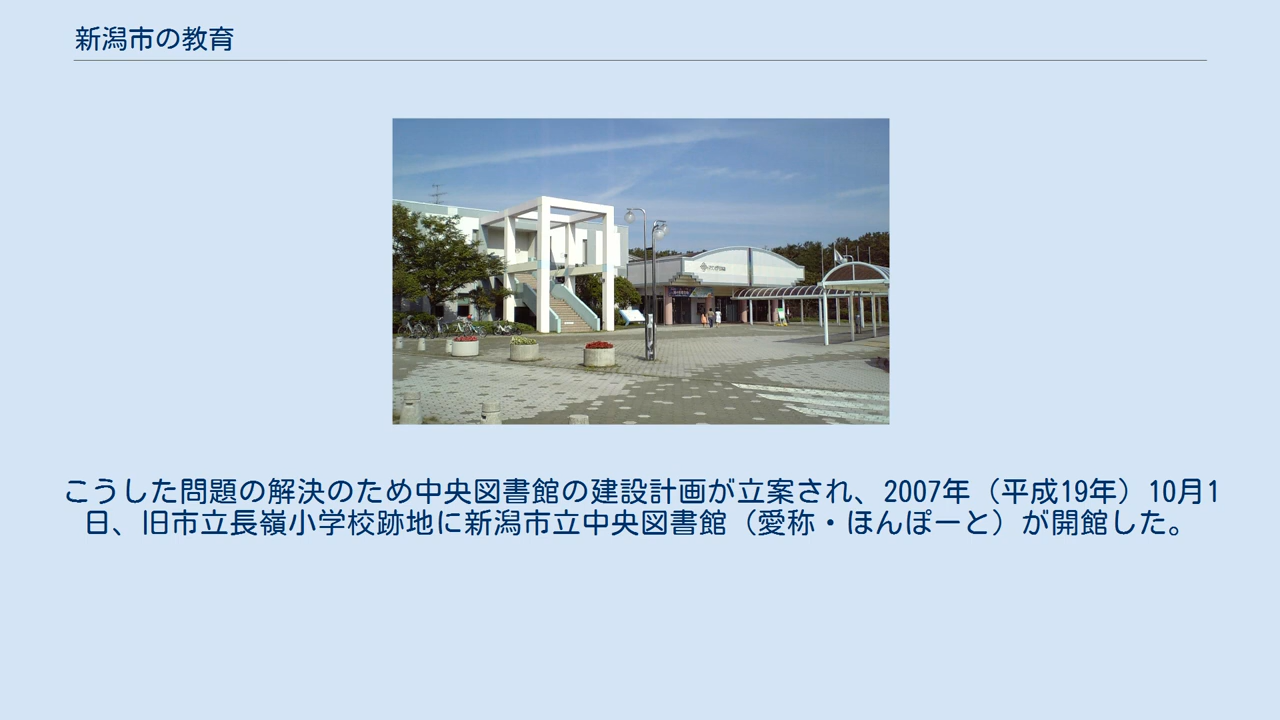 新潟市の教育
こうした問題の解決のため中央図書館の建設計画が立案され、2007年（平成19年）10月1
日、旧市立長嶺小学校跡地に新潟市立中央図書館（愛称・ほんぽーと）が開館した。